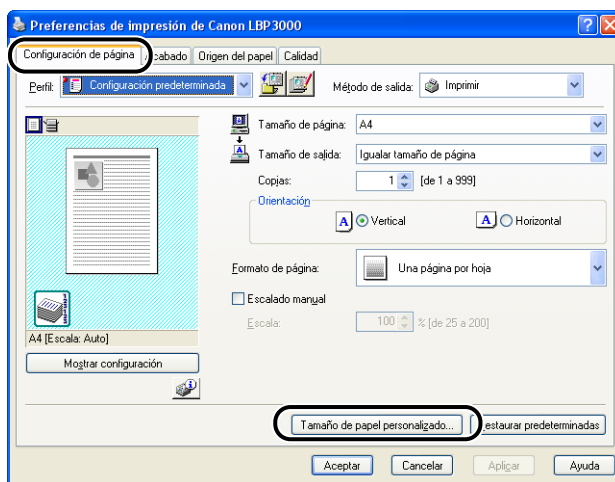 Preferencias de impresión de Canon LBP3000
Configuración de página Acabado Origen del papel Calidad
Perfil: Configuración predeterminada Método de salida: Imprimir
Tamaño de página: A4
Tamaño de salida: Igualar tamaño de página
Copias: 1 [de 1 a 999]
Orientación
A Vertical A Horizontal
Formato de página: Una página por hoja
Escalado manual
Escala: 100 % [de 25 a 200]
A4 [Escala: Auto]
Mostrar configuración
Tamaño de papel personalizado... Restaurar predeterminadas
Aceptar Cancelar Aplicar Ayuda